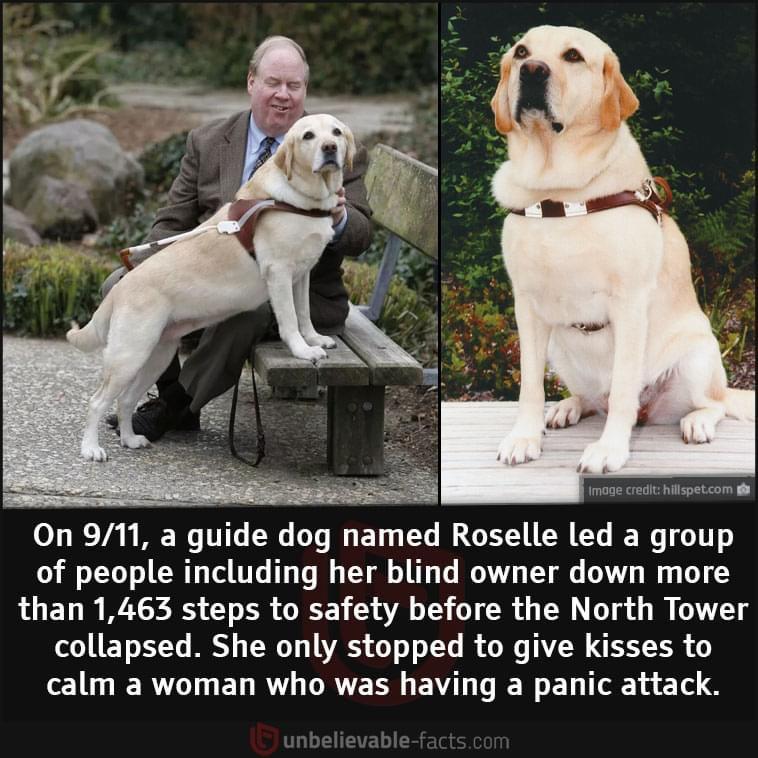 Image credit: hillspet.com
On 9/11, a guide dog named Roselle led a group
of people including her blind owner down more
than 1,463 steps to safety before the North Tower
collapsed. She only stopped to give kisses to
calm a woman who was having a panic attack.
unbelievable-facts.com